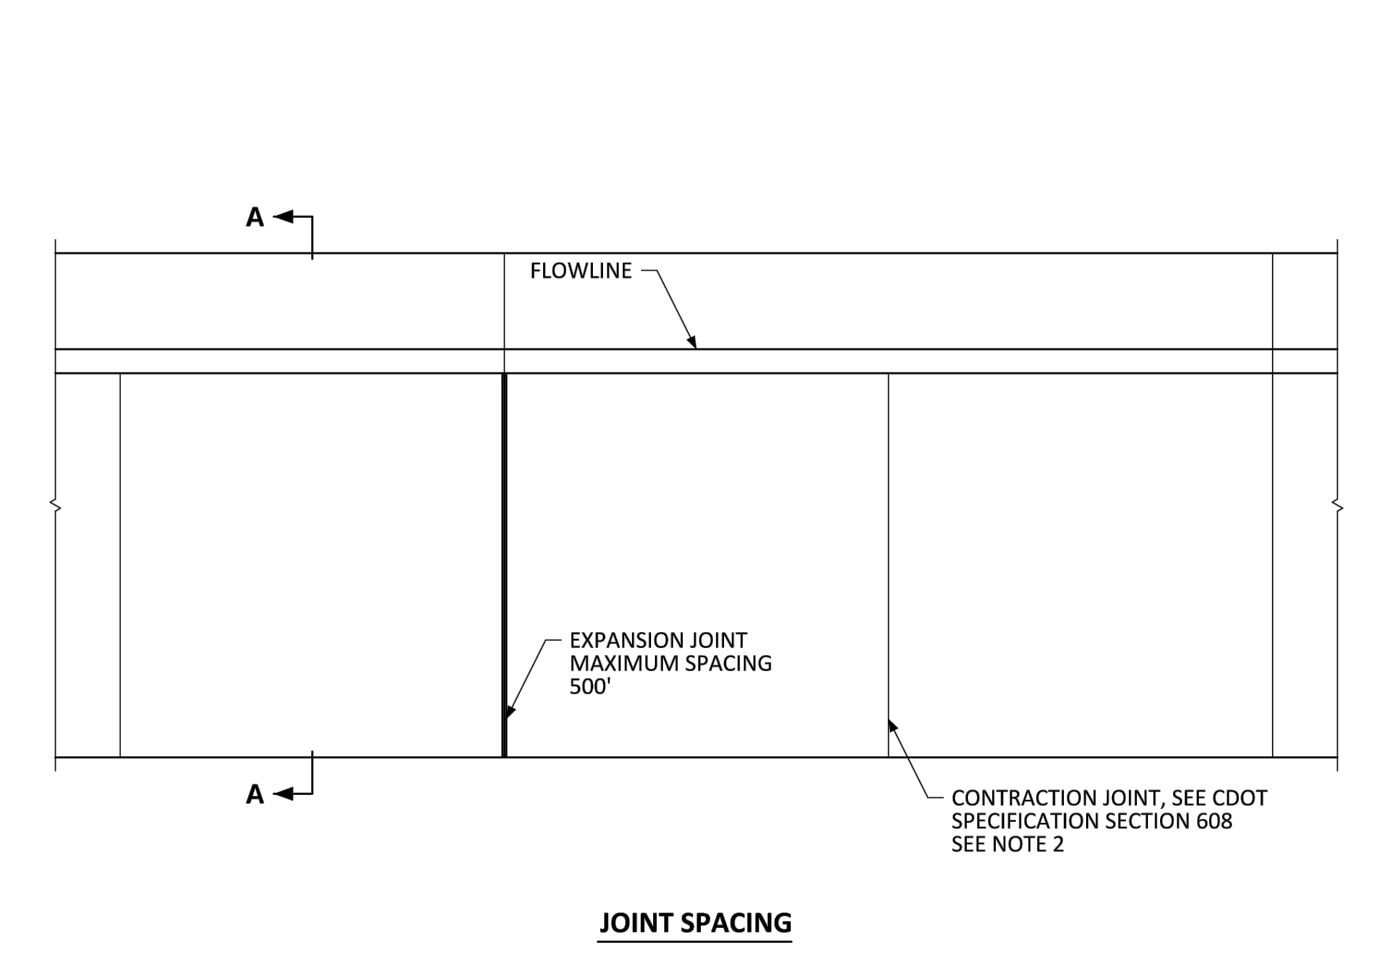 A
FLOWLINE
EXPANSION JOINT
MAXIMUM SPACING
500'
A
CONTRACTION JOINT, SEE CDOT
SPECIFICATION SECTION 608
SEE NOTE 2
JOINT SPACING